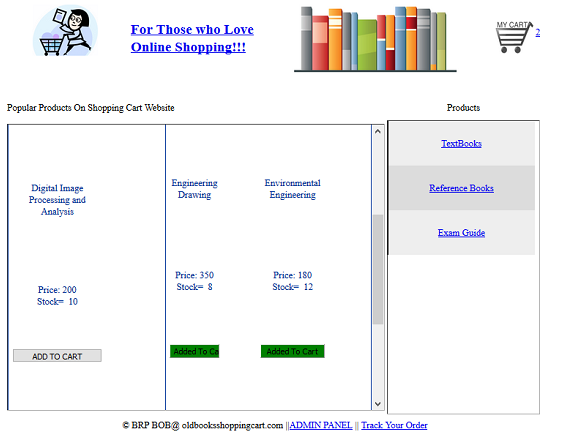 For Those who Love
Online Shopping!!!
MY CART
2
Popular Products On Shopping Cart Website
Products
Digital Image
Processing and
Analysis
Price: 200
Stock= 10
ADD TO CART
Engineering
Drawing
Price: 350
Stock= 8
Added To Ca
Environmental
Engineering
Price: 180
Stock= 12
Added To Cart
TextBooks
Reference Books
Exam Guide
© BRP BOB@ oldbooksshoppingcart.com ||ADMIN PANEL || Track Your Order